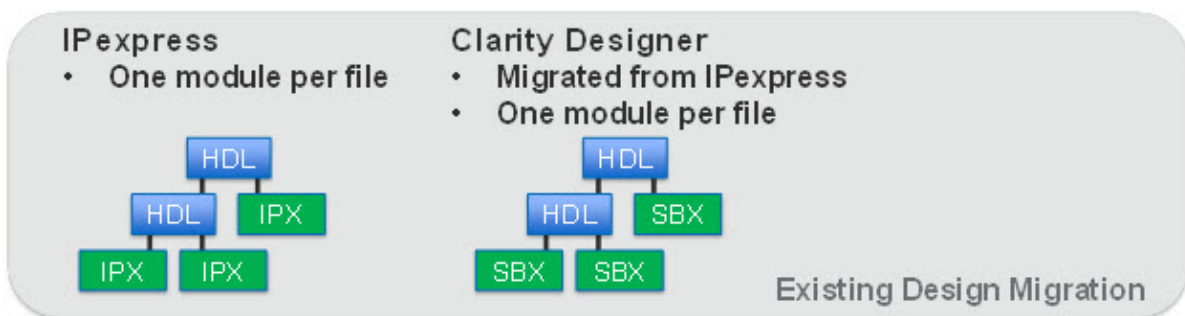 IPexpress
• One module per file
Clarity Designer
• Migrated from IPexpress
• One module per file
HDL
HDL IPX
IPX IPX
HDL
HDL SBX
SBX SBX
Existing Design Migration